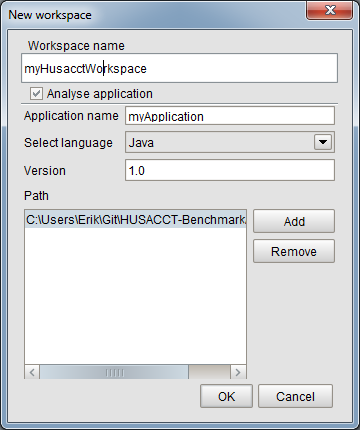 New workspace
Workspace name
myHusacctWorkspace
Analyse application
Application name myApplication
Select language Java
Version 1.0
Path
C:\Users\Erik\Git\HUSACCT-Benchmark
Add
Remove
OK Cancel